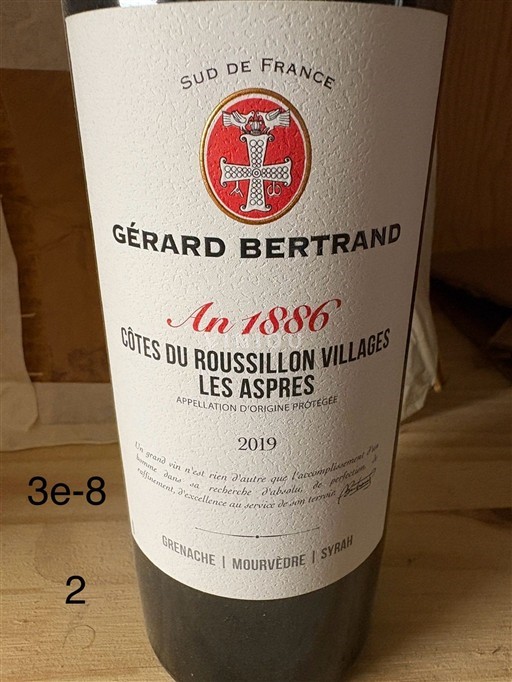 SUD DE FRANCE
GÉRARD BERTRAND
An 1886
CÔTES DU ROUSSILLON VILLAGES
LES ASPRES
APPELLATION D'ORIGINE PROTÉGÉE
2019
Un grand vin n'est rien d'autre que l'accomplissement d'un
homme dans sa recherche d'absolu, de perfection, de
raffinement, d'excellence au service de son terroir.
GRENACHE | MOURVÈDRE | SYRAH
3e-8
2